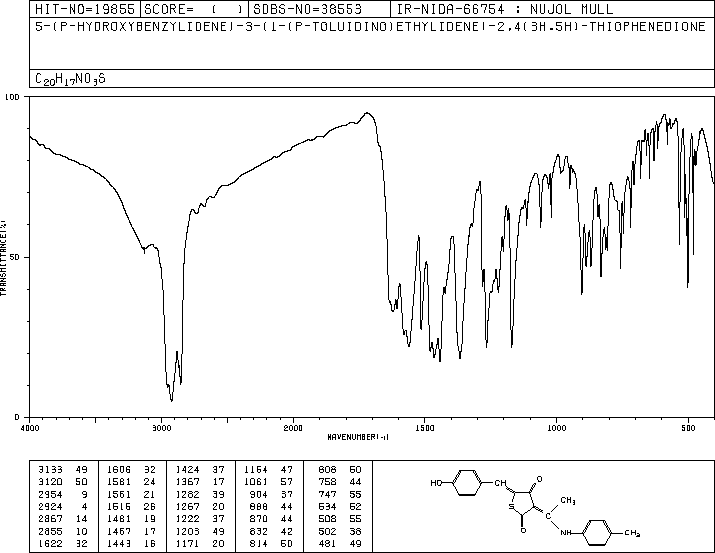 HIT-NO=19855 SCORE= ( ) SDBS-NO=38553 IR-NIDA-66754 : NUJOL MULL
5-(P-HYDROXYBENZYLIDENE)-3-(1-(P-TOLUIDINO)ETHYLIDENE)-2,4(3H,5H)-THIOPHENEDIONE
C20H17NO3S
100
50
0
TRANSMITTANCE(%)
4000 3000 2000 1500 1000 500
WAVENUMBER(-1)
3133 49 1606 32 1424 37 1164 47 808 50
3120 50 1581 24 1367 17 1061 57 758 44
2954 9 1561 21 1282 39 904 37 747 55
2924 4 1516 26 1267 20 888 44 534 52
2867 14 1481 19 1222 37 870 44 508 55
2855 10 1467 17 1203 49 832 42 502 38
1622 32 1443 16 1171 20 814 50 481 49
HO CH O
CH3
S
C
O NH CH3